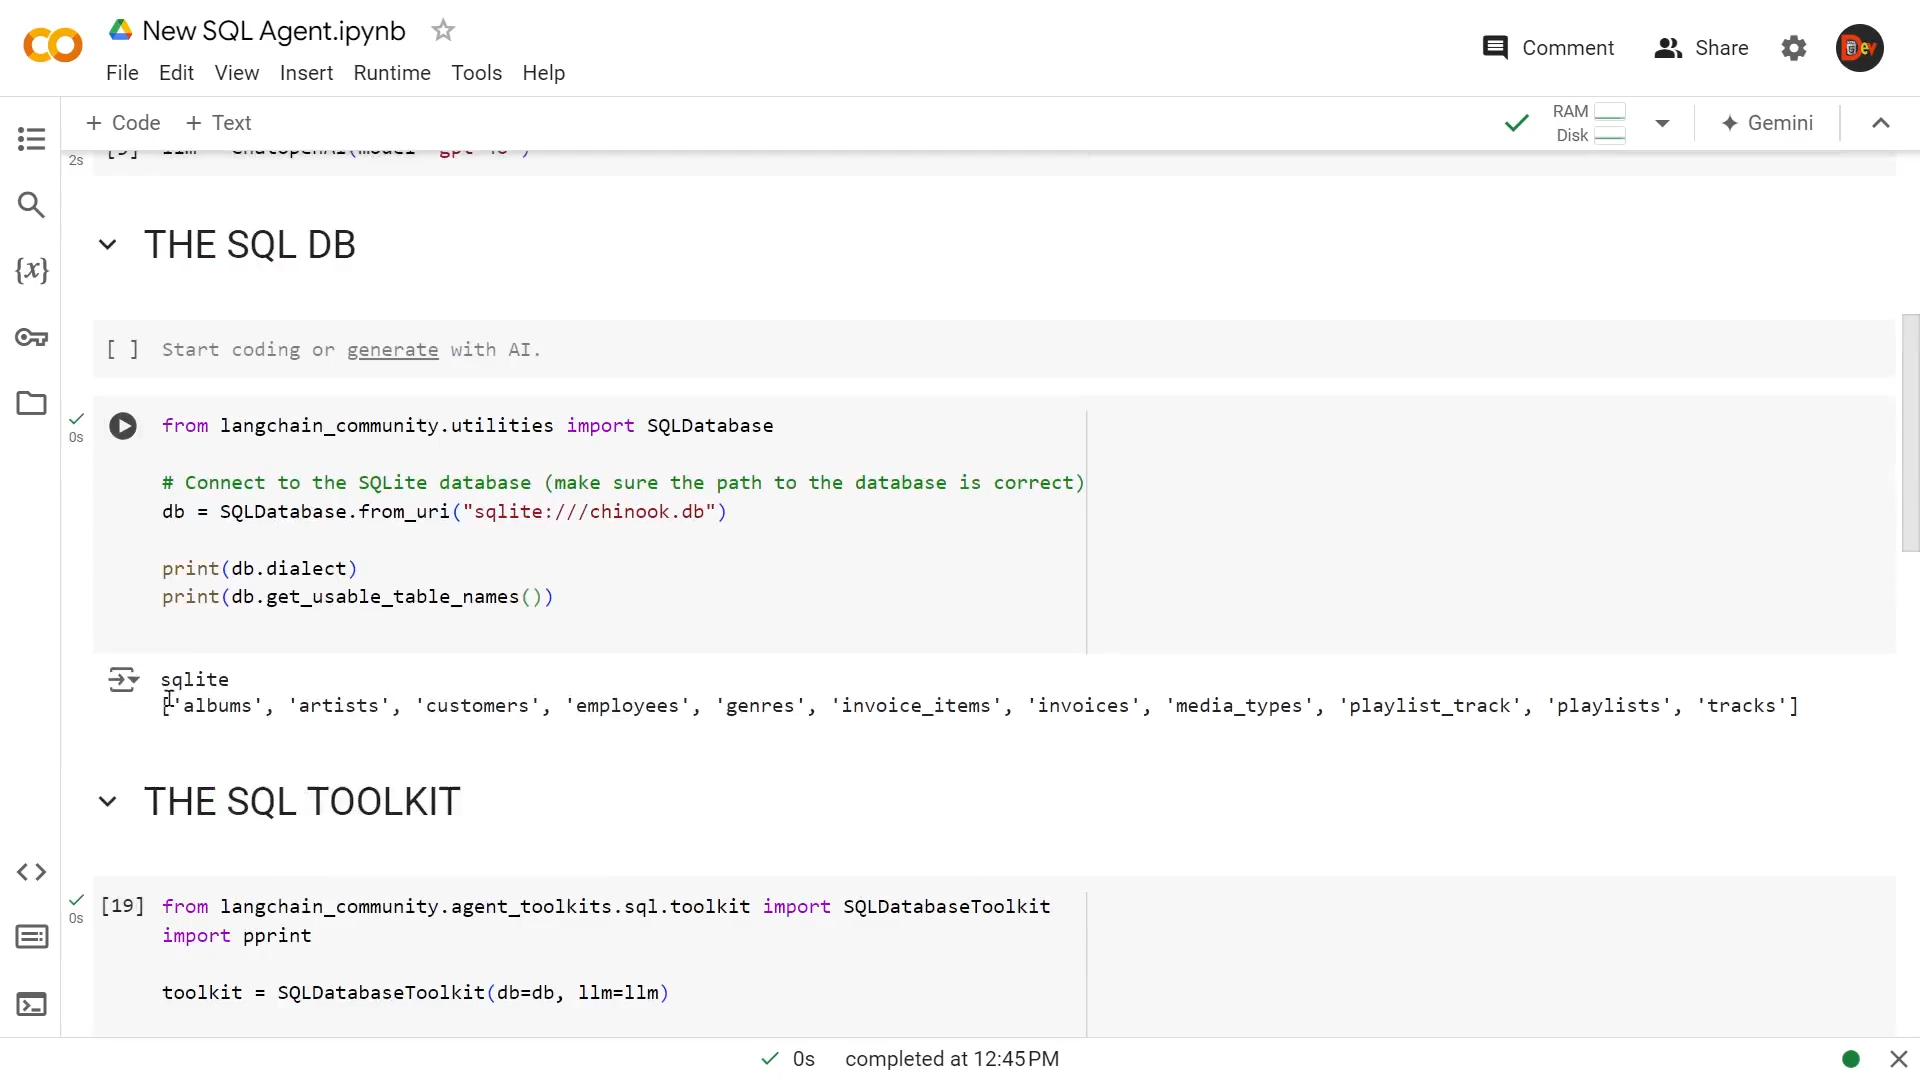 New SQL Agent.ipynb
Comment
Share
Dev
File Edit View Insert Runtime Tools Help
+ Code + Text
RAM
Disk
Gemini
2s
THE SQL DB
[ ] Start coding or generate with AI.
0s
from langchain_community.utilities import SQLDatabase
# Connect to the SQLite database (make sure the path to the database is correct)
db = SQLDatabase.from_uri("sqlite:///chinook.db")
print(db.dialect)
print(db.get_usable_table_names())
sqlite
['albums', 'artists', 'customers', 'employees', 'genres', 'invoice_items', 'invoices', 'media_types', 'playlist_track', 'playlists', 'tracks']
THE SQL TOOLKIT
0s
[19] from langchain_community.agent_toolkits.sql.toolkit import SQLDatabaseToolkit
import pprint
toolkit = SQLDatabaseToolkit(db=db, llm=llm)
0s completed at 12:45 PM